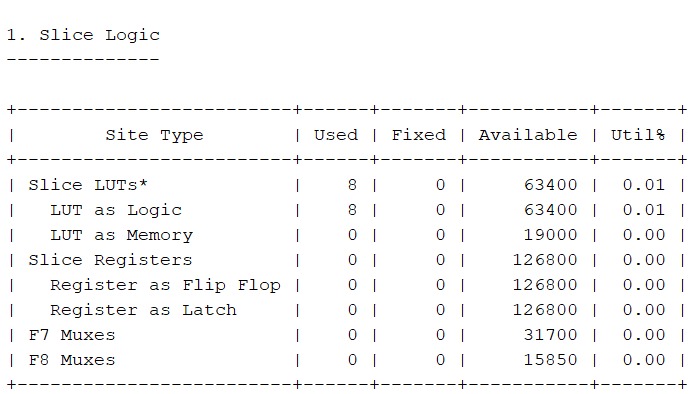 1. Slice Logic
--------------
+-------------------------+------+-------+-----------+-------+
|        Site Type        | Used | Fixed | Available | Util% |
+-------------------------+------+-------+-----------+-------+
| Slice LUTs*             |    8 |     0 |     63400 |  0.01 |
|   LUT as Logic          |    8 |     0 |     63400 |  0.01 |
|   LUT as Memory         |    0 |     0 |     19000 |  0.00 |
| Slice Registers         |    0 |     0 |    126800 |  0.00 |
|   Register as Flip Flop |    0 |     0 |    126800 |  0.00 |
|   Register as Latch     |    0 |     0 |    126800 |  0.00 |
| F7 Muxes                |    0 |     0 |     31700 |  0.00 |
| F8 Muxes                |    0 |     0 |     15850 |  0.00 |
+-------------------------+------+-------+-----------+-------+